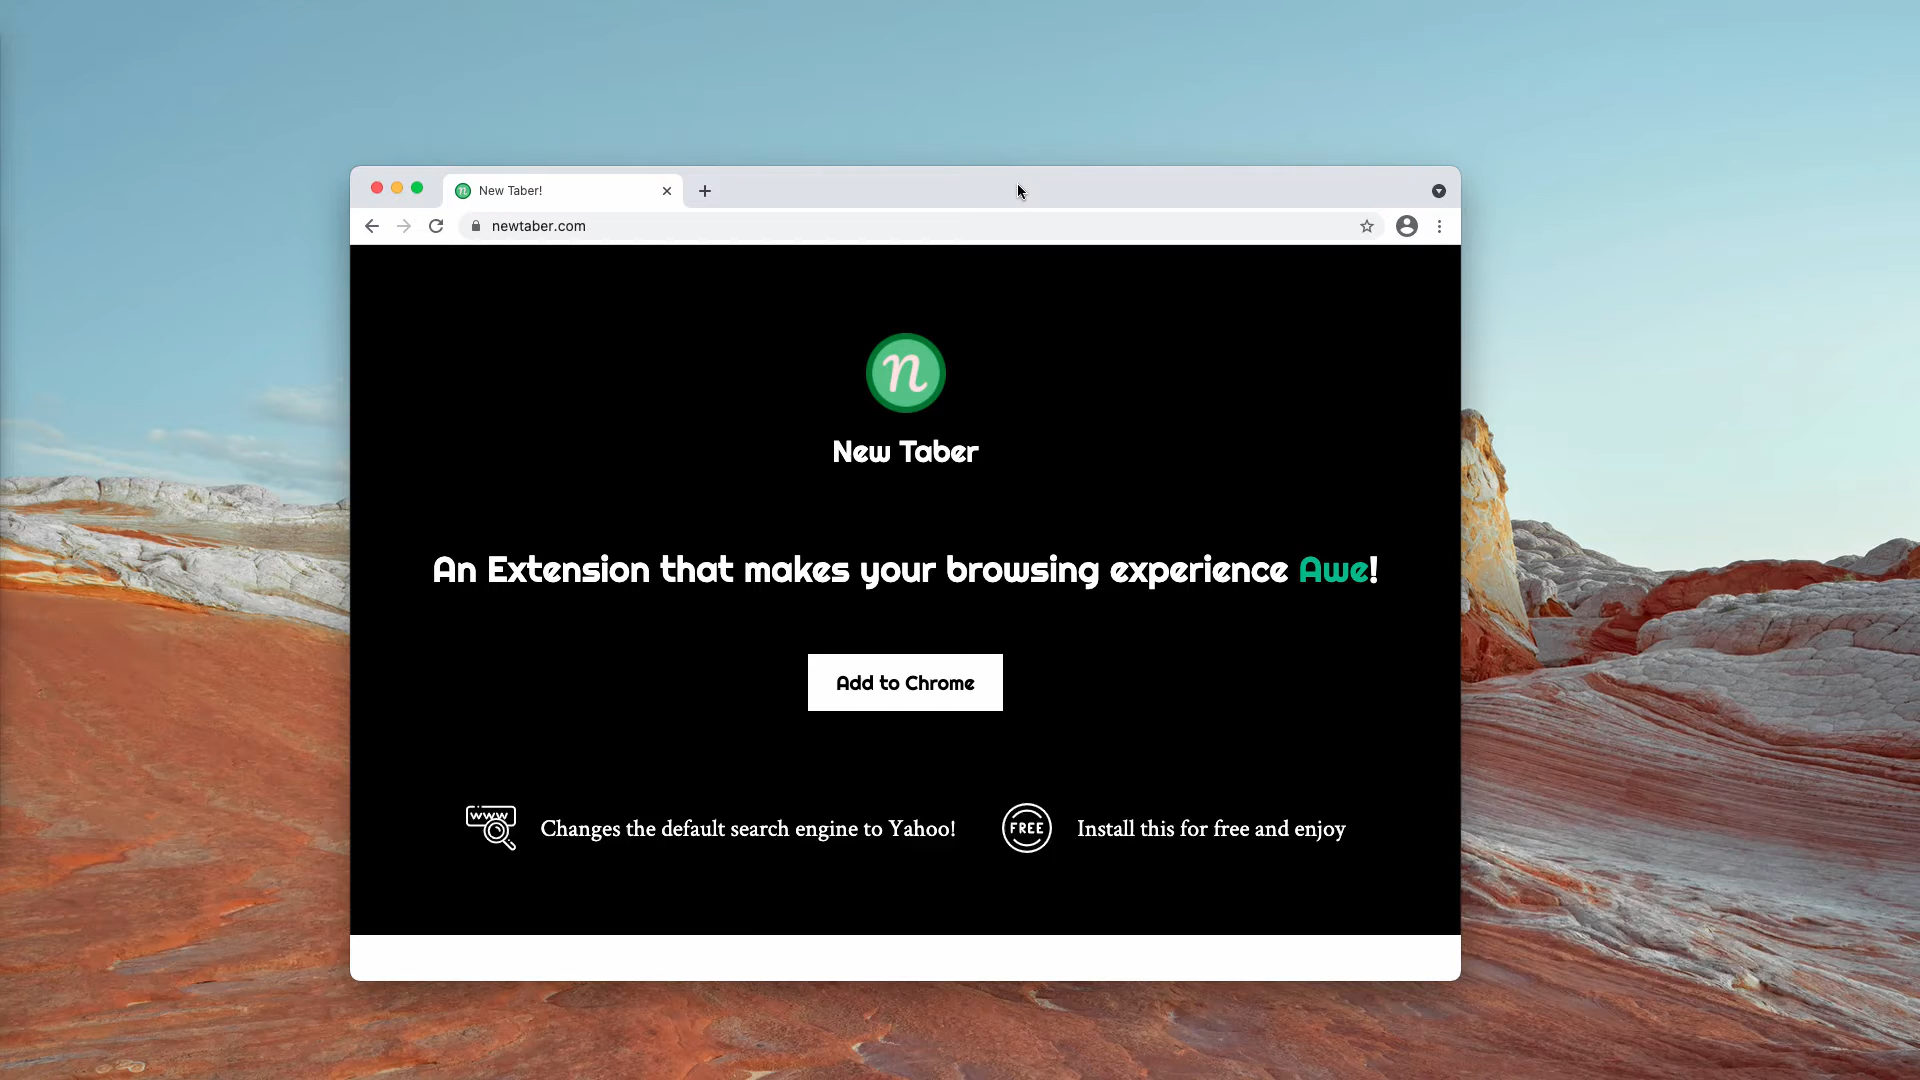 New Taber!
newtaber.com
n
New Taber
An Extension that makes your browsing experience Awe!
Add to Chrome
www
Changes the default search engine to Yahoo!
FREE
Install this for free and enjoy